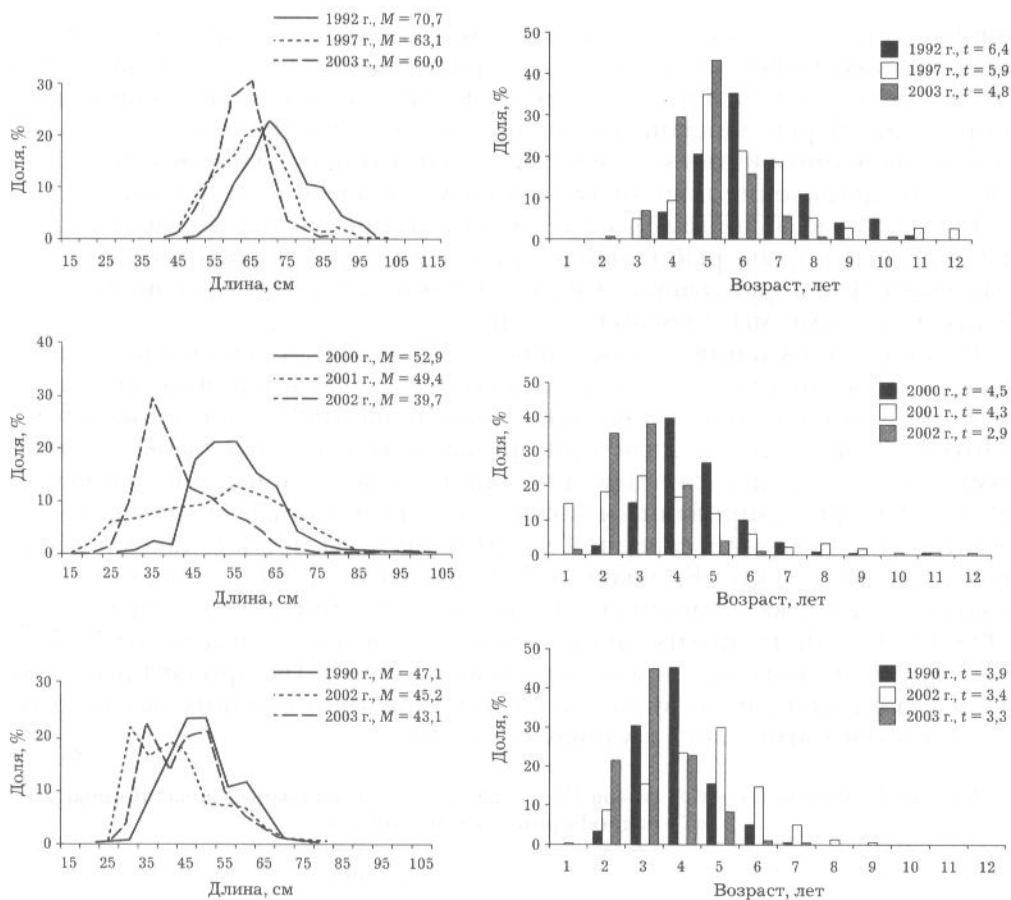 1992 г., M = 70,7
1997 г., M = 63,1
2003 г., M = 60,0
Доля, %
30
20
10
0
15 25 35 45 55 65 75 85 95 105 115
Длина, см
50
40
30
20
10
0
Доля, %
1992 г., t = 6,4
1997 г., t = 5,9
2003 г., t = 4,8
1 2 3 4 5 6 7 8 9 10 11 12
Возраст, лет
40
30
20
10
0
Доля, %
2000 г., M = 52,9
2001 г., M = 49,4
2002 г., M = 39,7
15 25 35 45 55 65 75 85 95 105
Длина, см
50
40
30
20
10
0
Доля, %
2000 г., t = 4,5
2001 г., t = 4,3
2002 г., t = 2,9
1 2 3 4 5 6 7 8 9 10 11 12
Возраст, лет
30
20
10
0
Доля, %
1990 г., M = 47,1
2002 г., M = 45,2
2003 г., M = 43,1
15 25 35 45 55 65 75 85 95 105
Длина, см
50
40
30
20
10
0
Доля, %
1990 г., t = 3,9
2002 г., t = 3,4
2003 г., t = 3,3
1 2 3 4 5 6 7 8 9 10 11 12
Возраст, лет